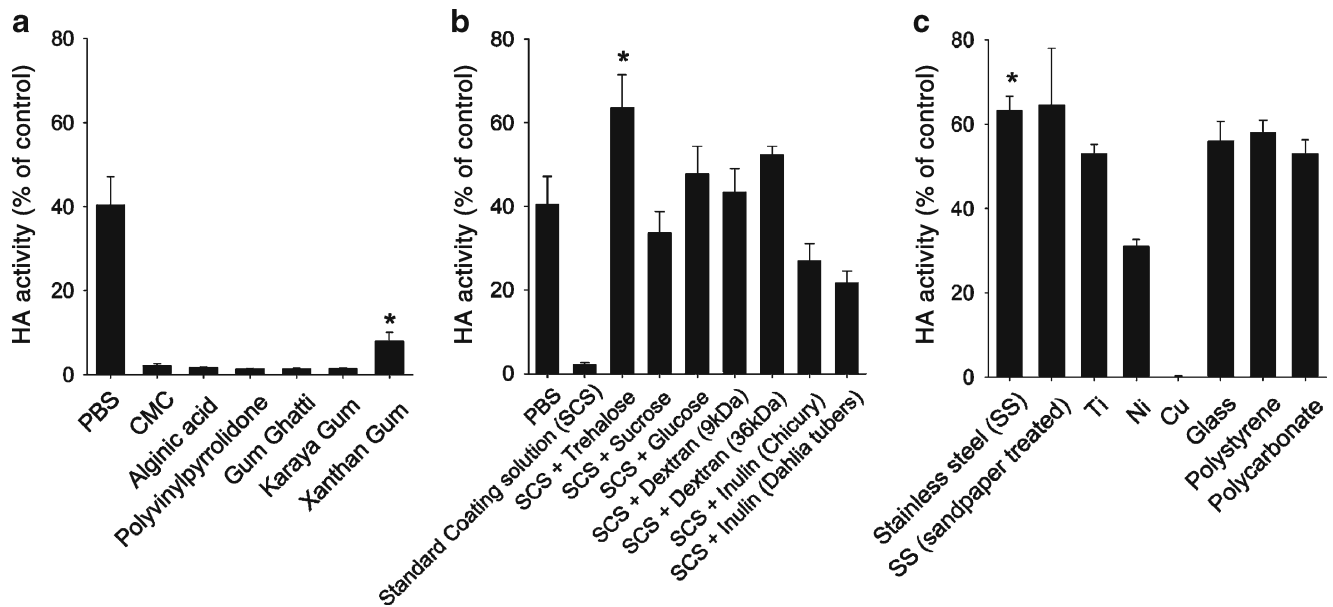 a
HA activity (% of control)
80
60
40
20
0
PBS
CMC
Alginic acid
Polyvinylpyrrolidone
Gum Ghatti
Karaya Gum
Xanthan Gum
*
b
HA activity (% of control)
80
60
40
20
0
PBS
Standard Coating solution (SCS)
SCS + Trehalose
SCS + Sucrose
SCS + Glucose
SCS + Dextran (9kDa)
SCS + Dextran (36kDa)
SCS + Inulin (Chicury)
SCS + Inulin (Dahlia tubers)
*
c
HA activity (% of control)
80
60
40
20
0
Stainless steel (SS)
SS (sandpaper treated)
Ti
Ni
Cu
Glass
Polystyrene
Polycarbonate
*